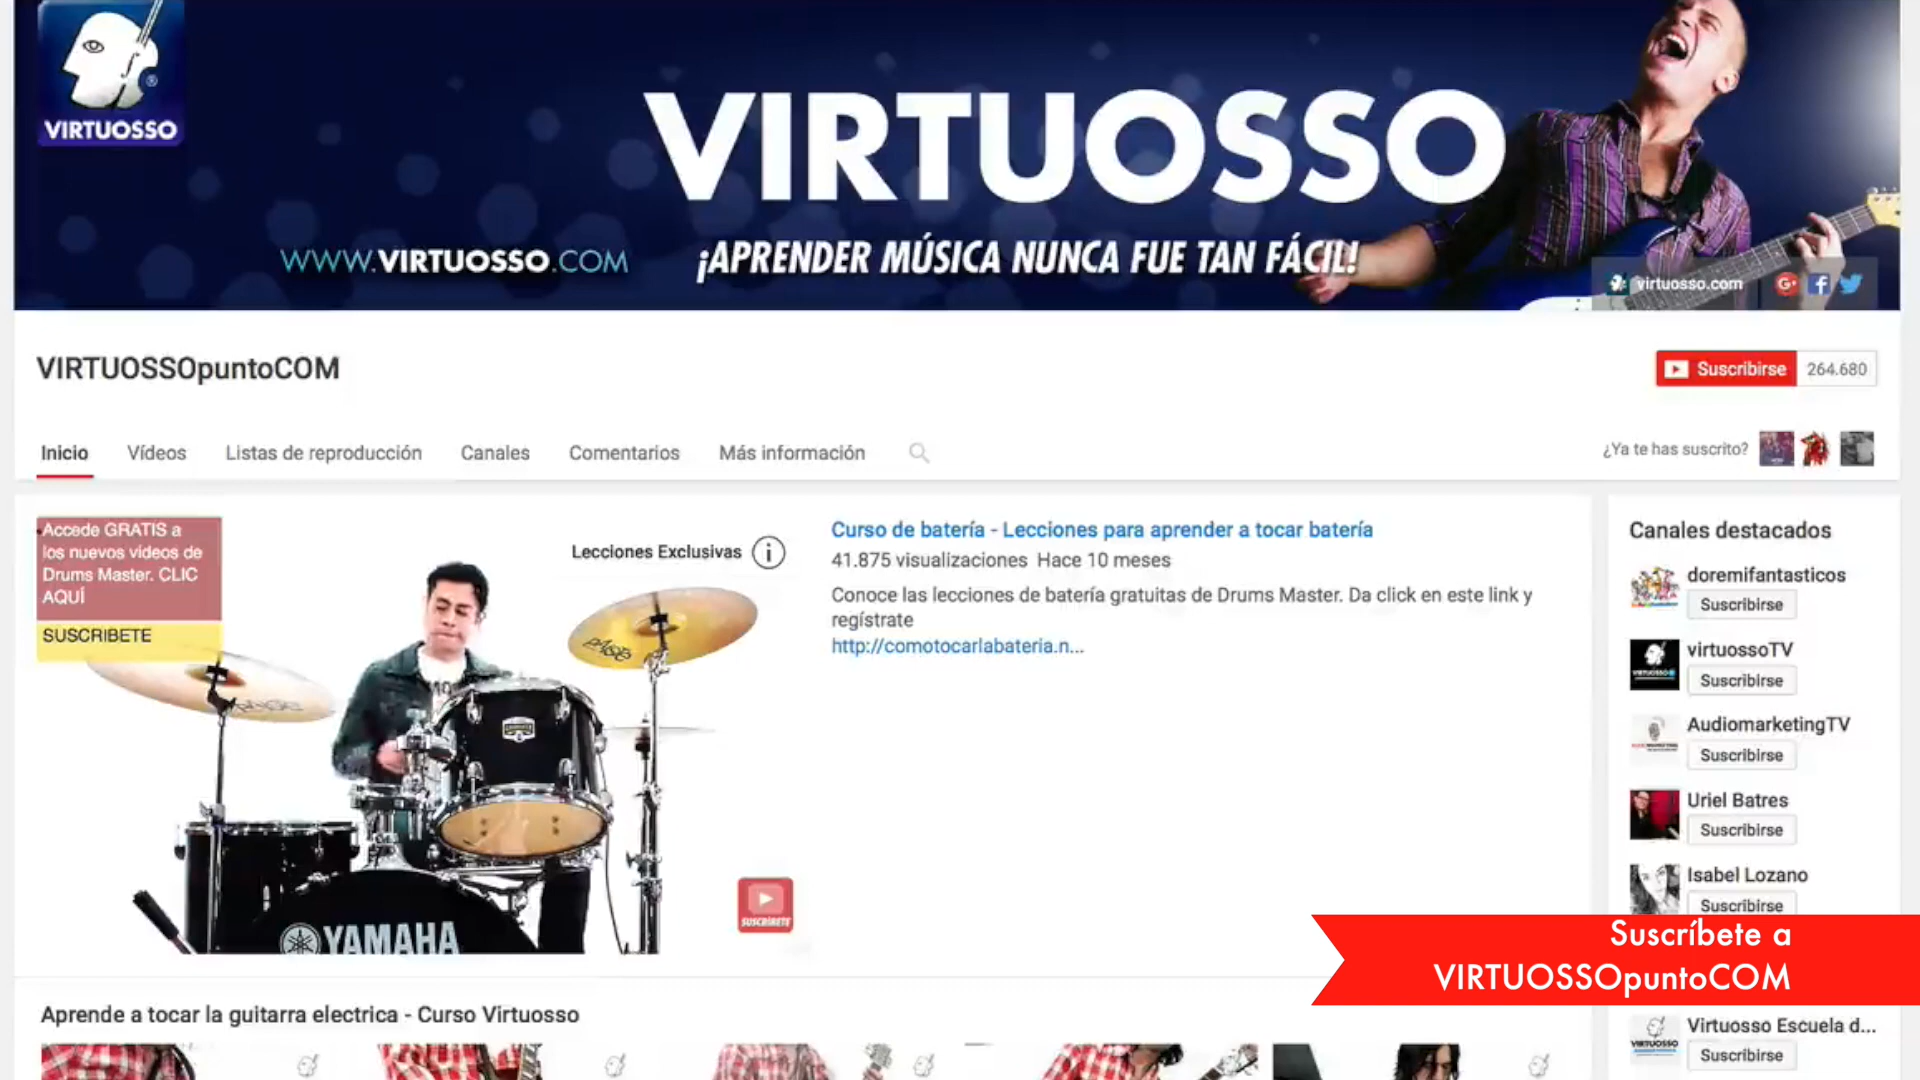 VIRTUOSSO
VIRTUOSSO
WWW.VIRTUOSSO.COM
¡APRENDER MÚSICA NUNCA FUE TAN FÁCIL!
virtuosso.com
VIRTUOSSOpuntoCOM
Suscribirse
264.680
Inicio
Vídeos
Listas de reproducción
Canales
Comentarios
Más información
¿Ya te has suscrito?
Accede GRATIS a
los nuevos vídeos de
Drums Master. CLIC
AQUÍ
SUSCRIBETE
Lecciones Exclusivas
PAISTE
YAMAHA
SUSCRÍBETE
Curso de batería - Lecciones para aprender a tocar batería
41.875 visualizaciones Hace 10 meses
Conoce las lecciones de batería gratuitas de Drums Master. Da click en este link y
regístrate
http://comotocarlabateria.n...
Canales destacados
doremifantasticos
Suscribirse
virtuossoTV
Suscribirse
AudiomarketingTV
Suscribirse
Uriel Batres
Suscribirse
Isabel Lozano
Suscribirse
Suscríbete a
VIRTUOSSOpuntoCOM
Virtuosso Escuela d...
Suscribirse
Aprende a tocar la guitarra electrica - Curso Virtuosso